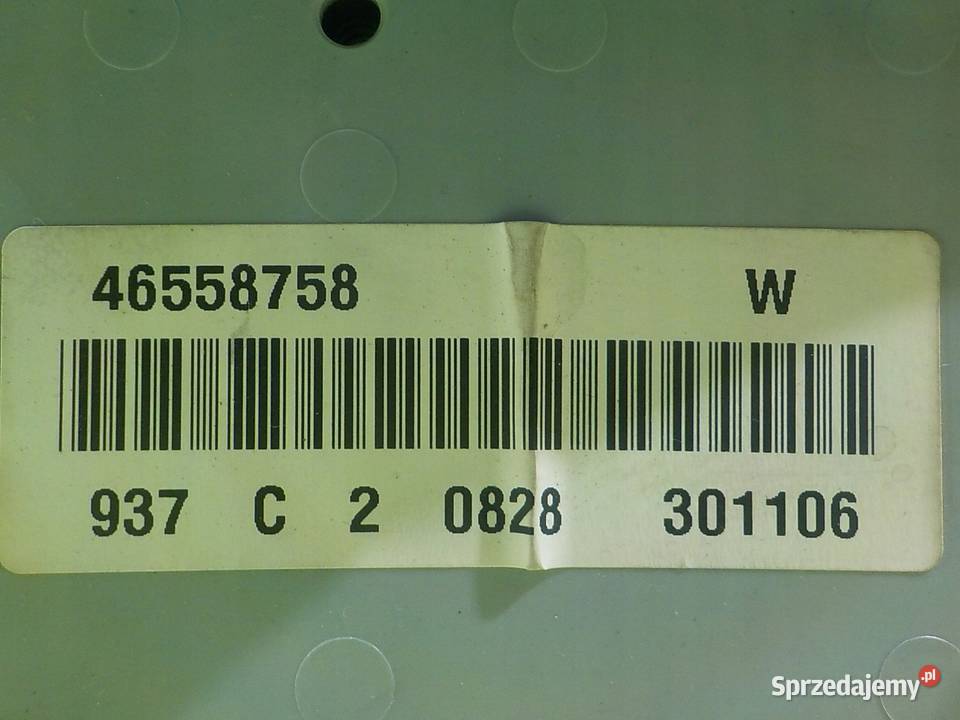 46558758 W
937 C 2 0828 301106
Sprzedajemy.pl